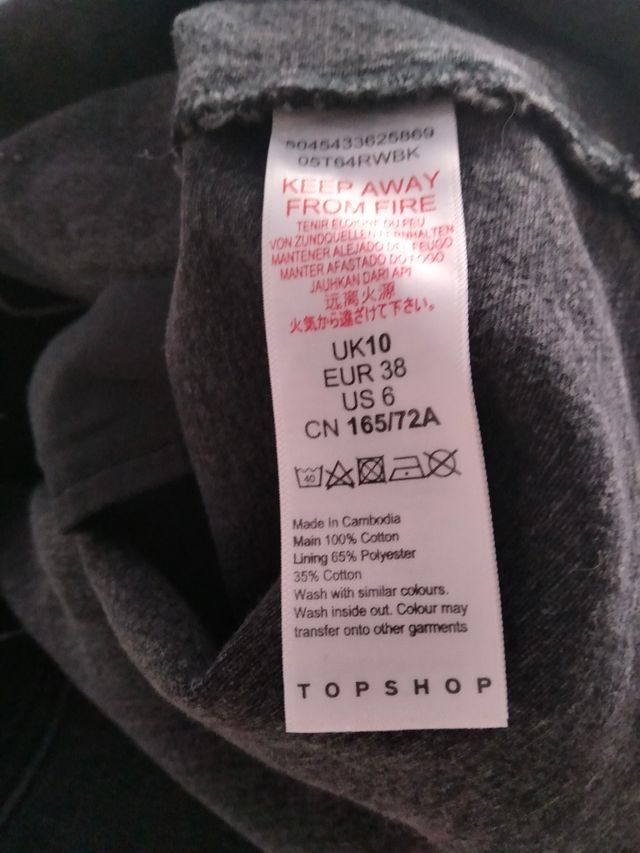 5045433625869
05T64RWBK
KEEP AWAY
FROM FIRE
TENIR ELOIGNE DU FEU
VON ZUNDQUELLEN FERNHALTEN
MANTENER ALEJADO DEL FUEGO
MANTER AFASTADO DO FOGO
JAUHKAN DARI API
远离火源
火気から遠ざけて下さい。
UK10
EUR 38
US 6
CN 165/72A
40
Made In Cambodia
Main 100% Cotton
Lining 65% Polyester
35% Cotton
Wash with similar colours.
Wash inside out. Colour may
transfer onto other garments
TOPSHOP